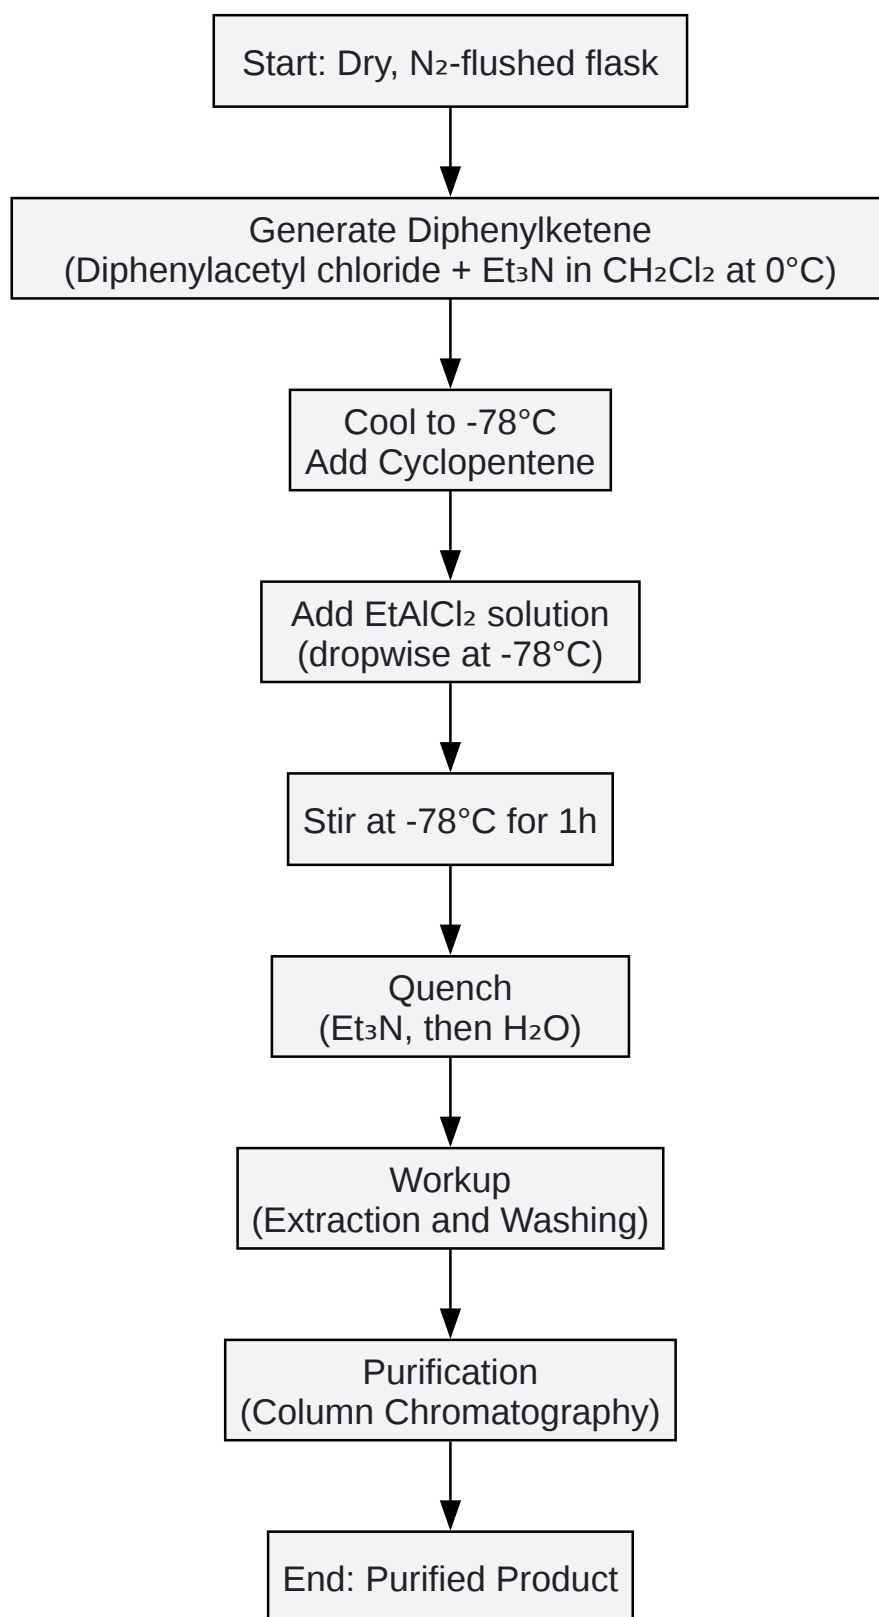 Start: Dry, N₂-flushed flask
Generate Diphenylketene
(Diphenylacetyl chloride + Et₃N in CH₂Cl₂ at 0°C)
Cool to -78°C
Add Cyclopentene
Add EtAlCl₂ solution
(dropwise at -78°C)
Stir at -78°C for 1h
Quench
(Et₃N, then H₂O)
Workup
(Extraction and Washing)
Purification
(Column Chromatography)
End: Purified Product